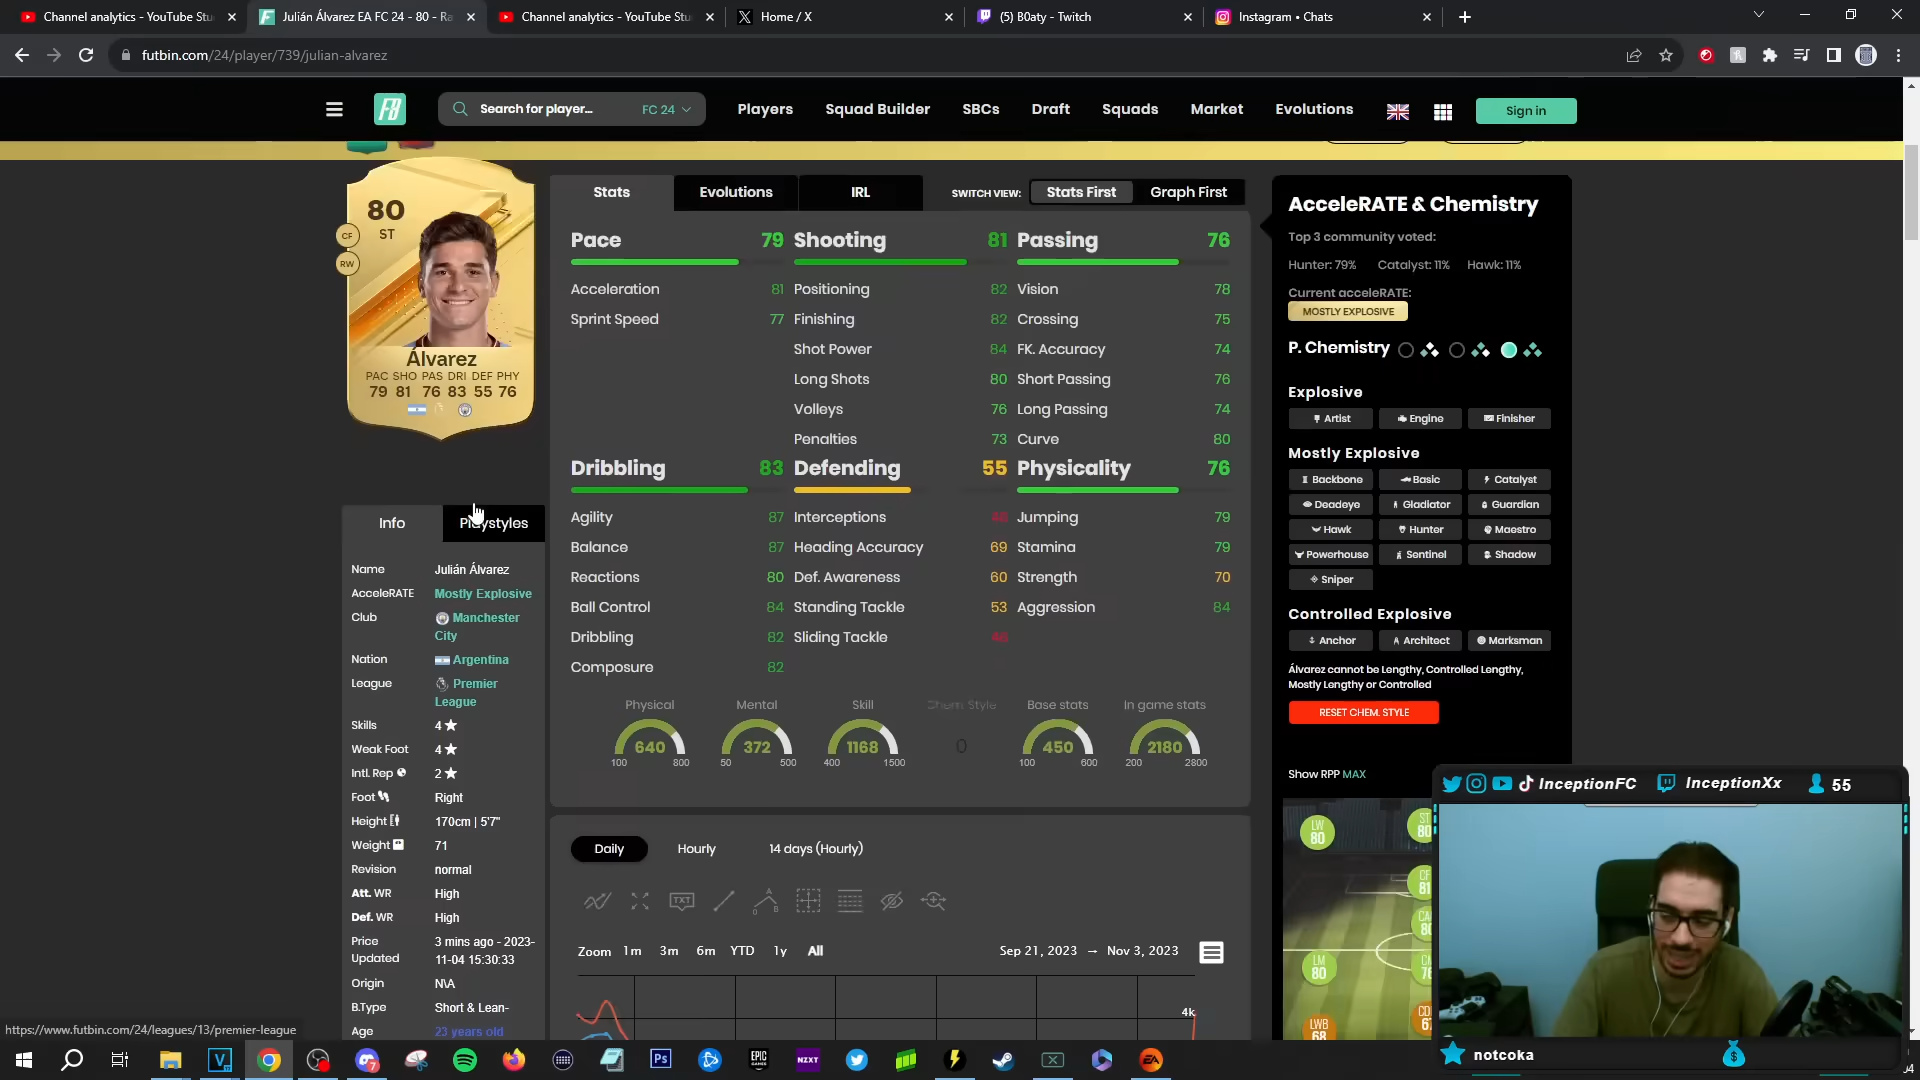 Channel analytics - YouTube Stu
Julián Álvarez EA FC 24 - 80 - Ra
Channel analytics - YouTube Stu
Home / X
(5) B0aty - Twitch
Instagram • Chats
futbin.com/24/player/739/julian-alvarez
FB
Search for player...
FC 24
Players
Squad Builder
SBCs
Draft
Squads
Market
Evolutions
Sign in
80
ST
CF
RW
Álvarez
PAC SHO PAS DRI DEF PHY
79 81 76 83 55 76
Stats
Evolutions
IRL
SWITCH VIEW:
Stats First
Graph First
Pace 79
Acceleration 81
Sprint Speed 77
Shooting 81
Positioning 82
Finishing 82
Shot Power 84
Long Shots 80
Volleys 76
Penalties 73
Passing 76
Vision 78
Crossing 75
FK. Accuracy 74
Short Passing 76
Long Passing 74
Curve 80
Dribbling 83
Agility 87
Balance 87
Reactions 80
Ball Control 84
Dribbling 82
Composure 82
Defending 55
Interceptions
Heading Accuracy 69
Def. Awareness 60
Standing Tackle 53
Sliding Tackle
Physicality 76
Jumping 79
Stamina 79
Strength 70
Aggression 84
Physical
640
100 800
Mental
372
50 500
Skill
1168
400 1500
Chem Style
0
Base stats
450
100 600
In game stats
2180
200 2800
Info
Playstyles
Name Julián Álvarez
AcceleRATE Mostly Explosive
Club Manchester
City
Nation Argentina
League Premier
League
Skills 4
Weak Foot 4
Intl. Rep 2
Foot Right
Height 170cm | 5'7"
Weight 71
Revision normal
Att. WR High
Def. WR High
Price 3 mins ago - 2023-
Updated 11-04 15:30:33
Origin N\A
B.Type Short & Lean-
Age 23 years old
Daily
Hourly
14 days (Hourly)
TXT
Zoom 1m 3m 6m YTD 1y All
Sep 21, 2023 → Nov 3, 2023
4k
AcceleRATE & Chemistry
Top 3 community voted:
Hunter: 79% Catalyst: 11% Hawk: 11%
Current acceleRATE:
MOSTLY EXPLOSIVE
P. Chemistry
Explosive
Artist Engine Finisher
Mostly Explosive
Backbone Basic Catalyst
Deadeye Gladiator Guardian
Hawk Hunter Maestro
Powerhouse Sentinel Shadow
Sniper
Controlled Explosive
Anchor Architect Marksman
Álvarez cannot be Lengthy, Controlled Lengthy,
Mostly Lengthy or Controlled
RESET CHEM. STYLE
Show RPP MAX
LW
80
ST
80
CF
81
LM
80
LWB
68
InceptionFC
InceptionXx
55
notcoka
https://www.futbin.com/24/leagues/13/premier-league